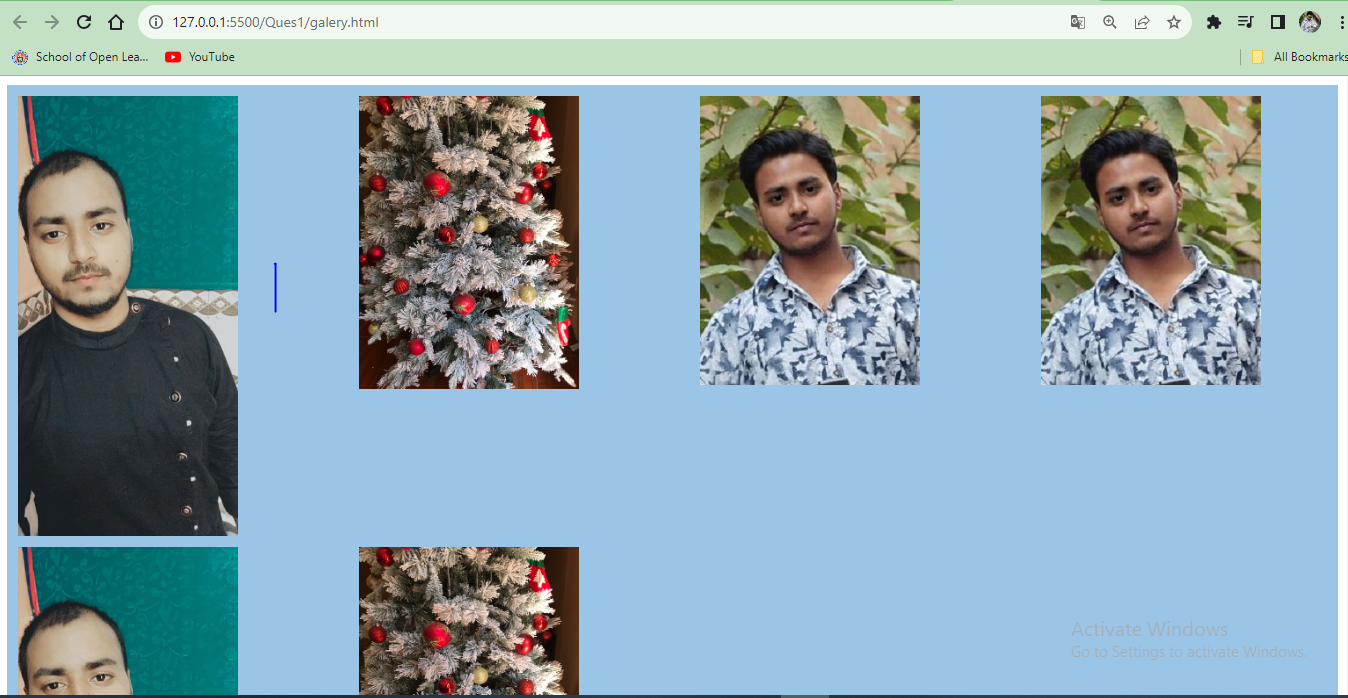 127.0.0.1:5500/Ques1/galery.html
School of Open Lea... YouTube All Bookmarks
Activate Windows
Go to Settings to activate Windows.